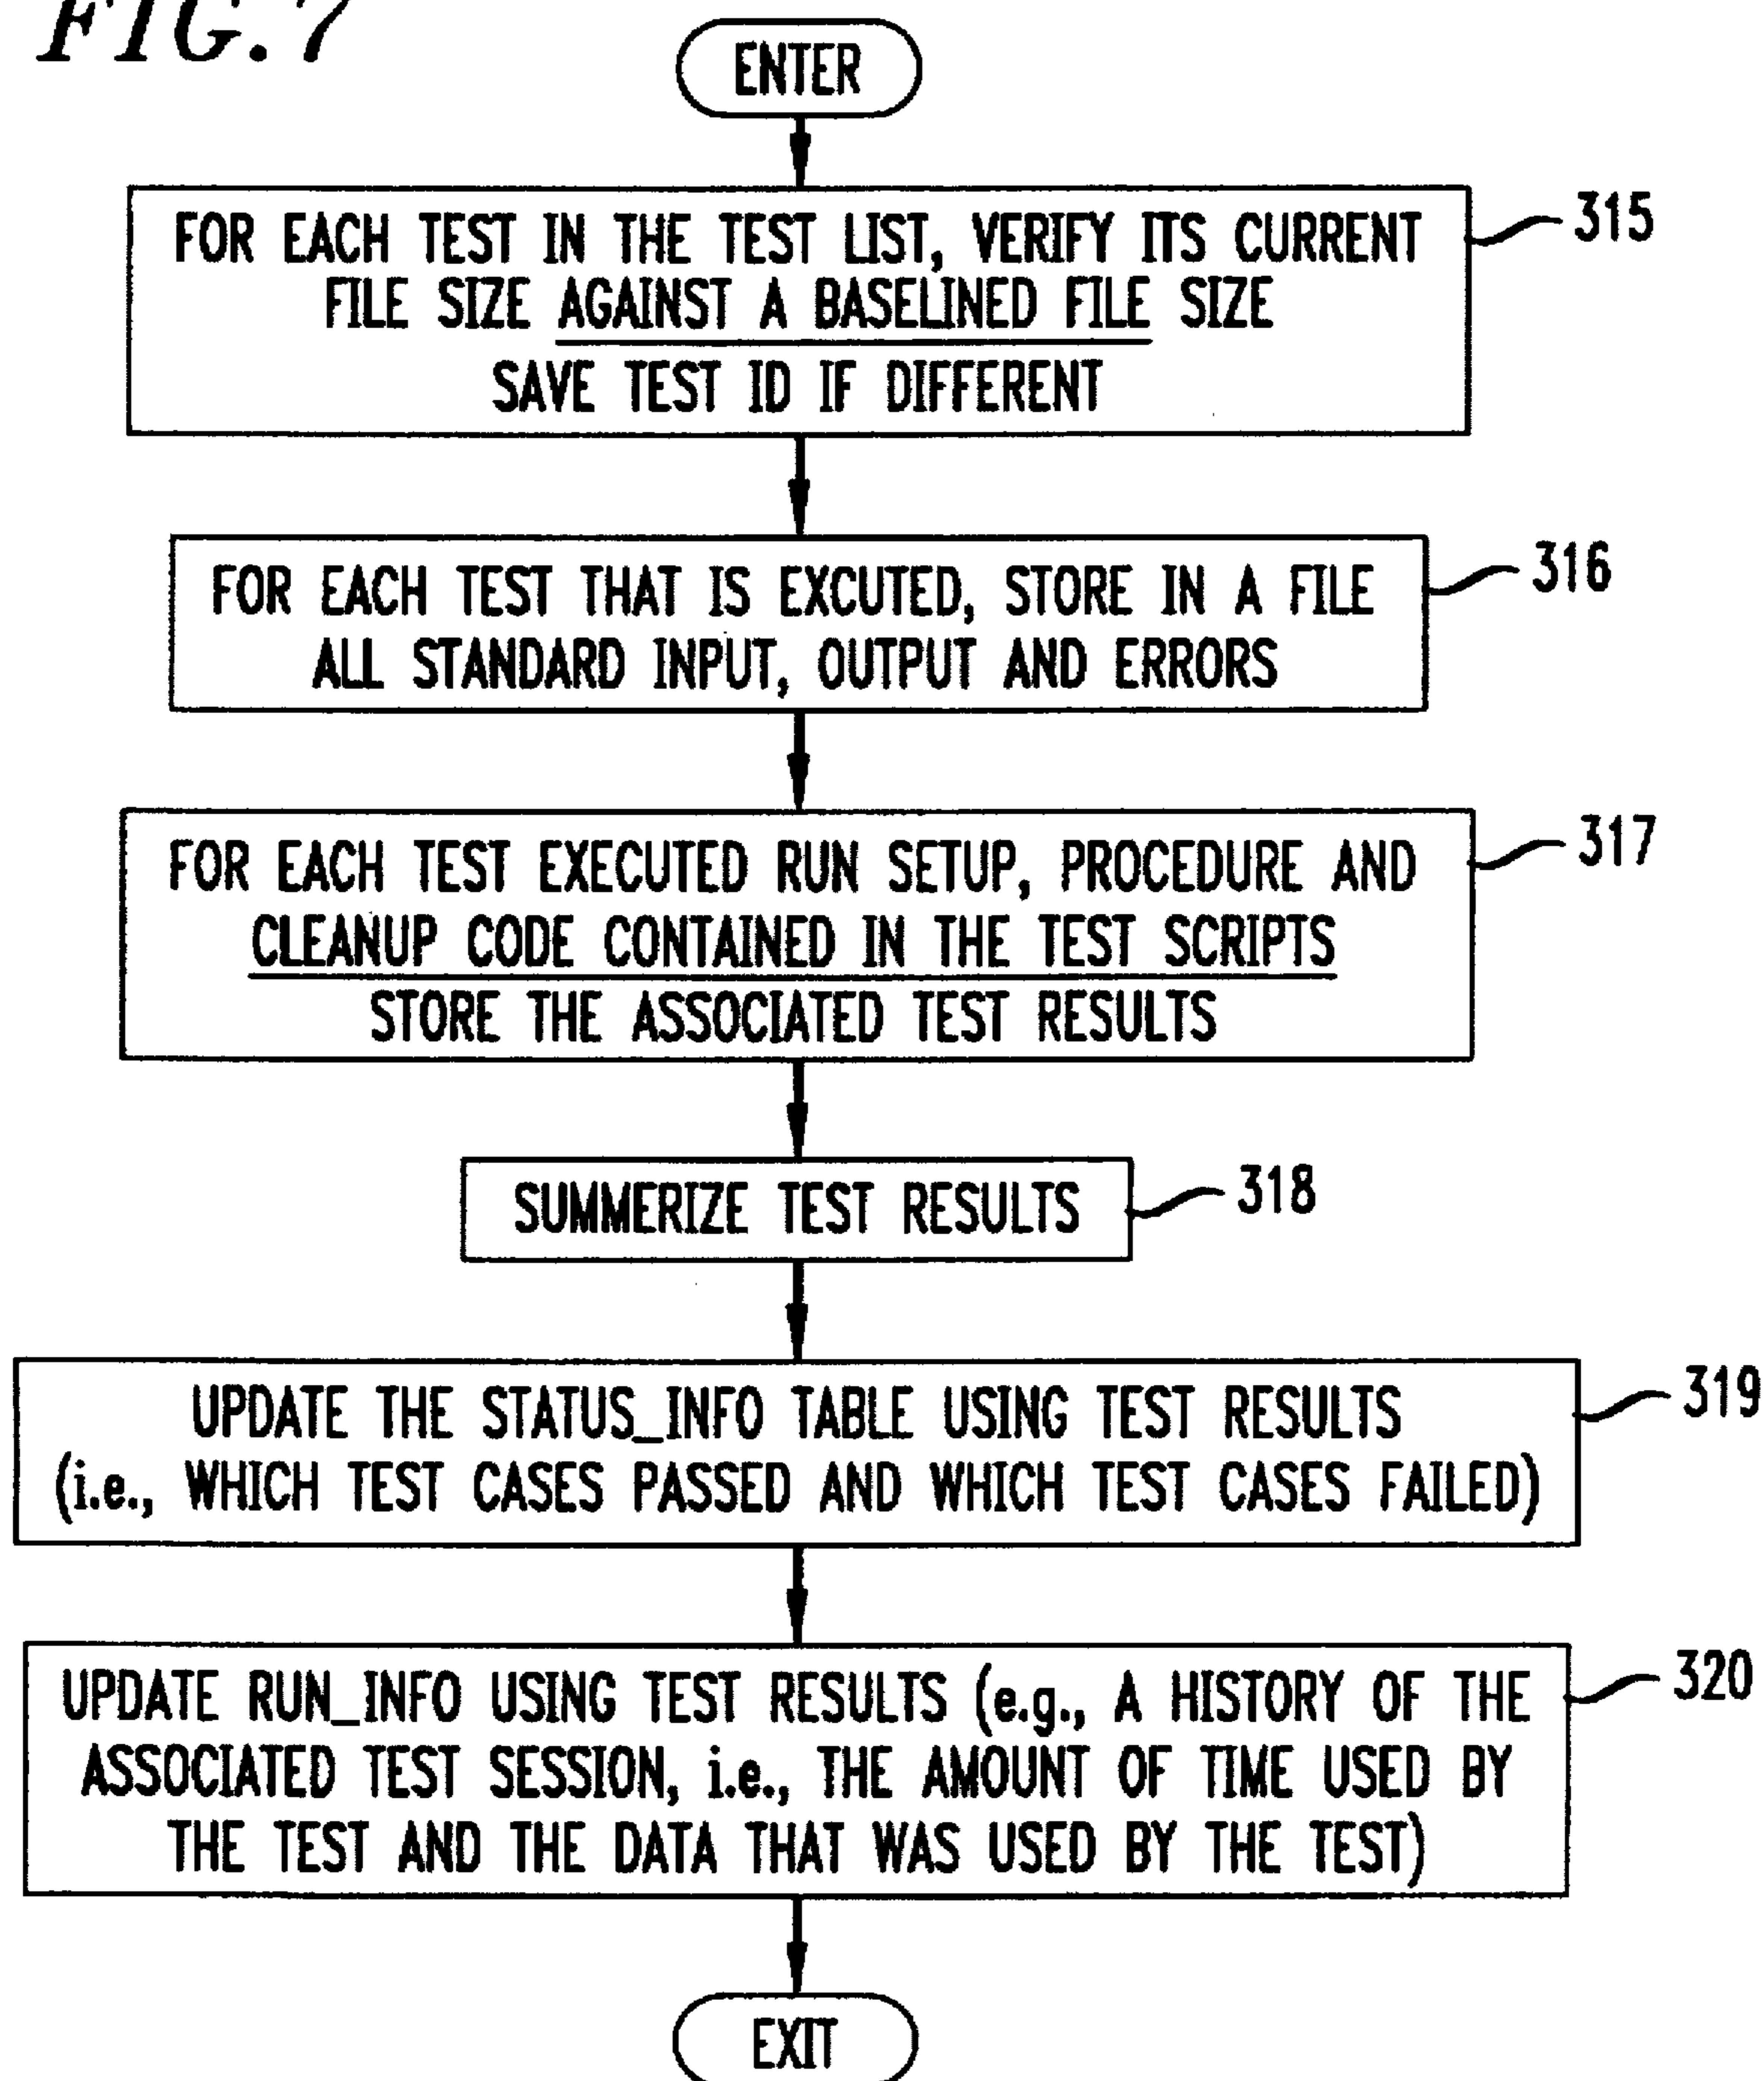 FIG. 7
ENTER
FOR EACH TEST IN THE TEST LIST, VERIFY ITS CURRENT
FILE SIZE AGAINST A BASELINED FILE SIZE
SAVE TEST ID IF DIFFERENT
315
FOR EACH TEST THAT IS EXCUTED, STORE IN A FILE
ALL STANDARD INPUT, OUTPUT AND ERRORS
316
FOR EACH TEST EXECUTED RUN SETUP, PROCEDURE AND
CLEANUP CODE CONTAINED IN THE TEST SCRIPTS
STORE THE ASSOCIATED TEST RESULTS
317
SUMMERIZE TEST RESULTS
318
UPDATE THE STATUS_INFO TABLE USING TEST RESULTS
(i.e., WHICH TEST CASES PASSED AND WHICH TEST CASES FAILED)
319
UPDATE RUN_INFO USING TEST RESULTS (e.g., A HISTORY OF THE
ASSOCIATED TEST SESSION, i.e., THE AMOUNT OF TIME USED BY
THE TEST AND THE DATA THAT WAS USED BY THE TEST)
320
EXIT